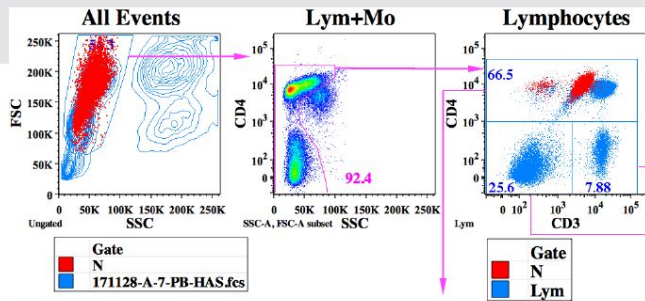 All Events
Lym+Mo
Lymphocytes
250K
200K
150K
100K
50K
0K
FSC
0K
50K
100K
150K
200K
250K
SSC
Ungated
10^5
10^4
10^3
10^2
0
CD4
92.4
0K
50K
100K
150K
200K
250K
SSC
SSC-A, FSC-A subset
10^5
10^4
10^3
10^2
0
CD4
66.5
25.6
7.88
0
10^2
10^3
10^4
10^5
CD3
Lym
Gate
N
171128-A-7-PB-HAS.fcs
Gate
N
Lym